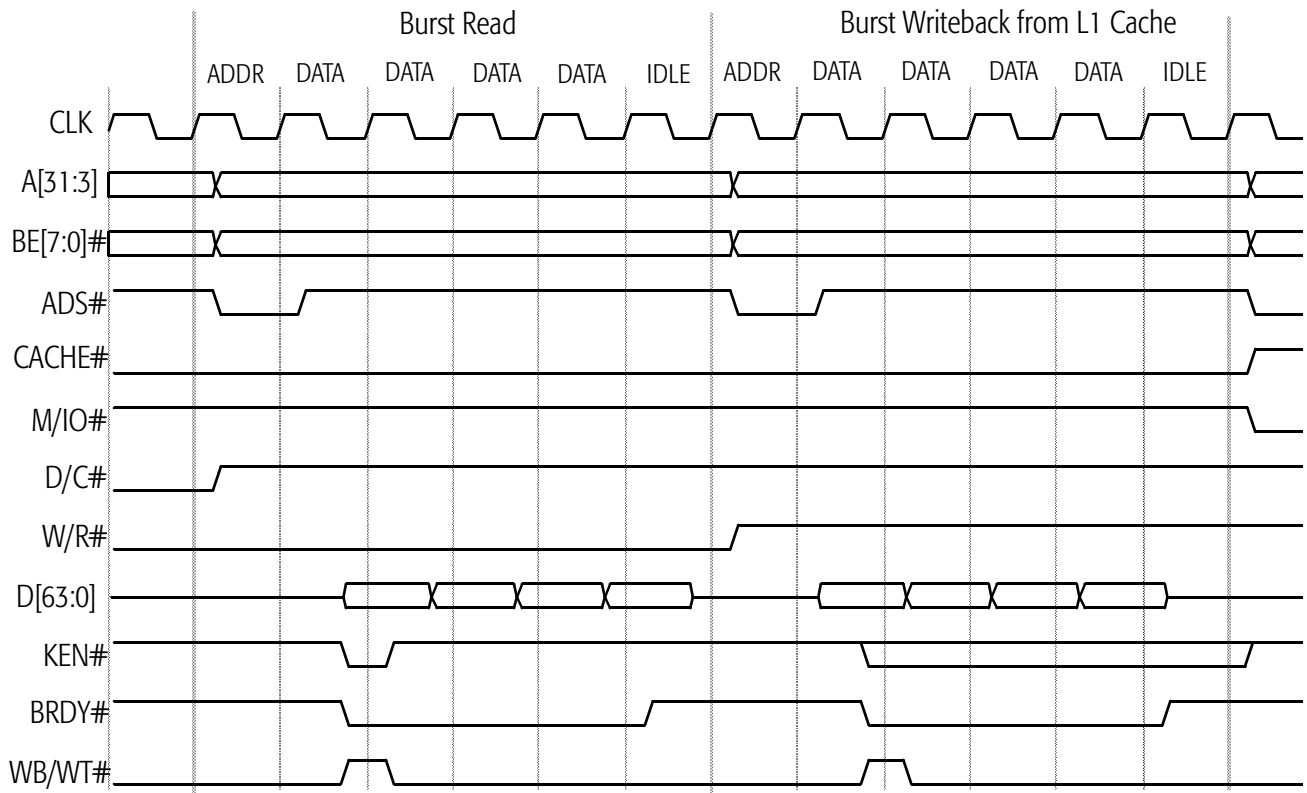 Burst Read Burst Writeback from L1 Cache
ADDR DATA DATA DATA DATA IDLE ADDR DATA DATA DATA DATA IDLE
CLK
A[31:3]
BE[7:0]#
ADS#
CACHE#
M/IO#
D/C#
W/R#
D[63:0]
KEN#
BRDY#
WB/WT#